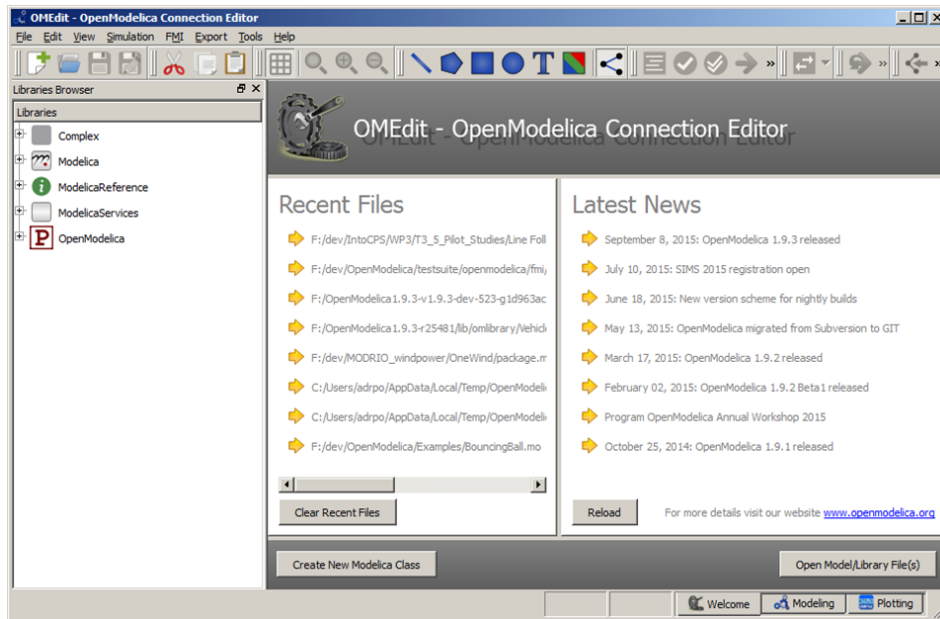 OMEdit - OpenModelica Connection Editor
File Edit View Simulation FMI Export Tools Help
T
Libraries Browser
Libraries
Complex
Modelica
ModelicaReference
ModelicaServices
P OpenModelica
OMEdit - OpenModelica Connection Editor
Recent Files
F:/dev/IntoCPS/WP3/T3_5_Pilot_Studies/Line Foll
F:/dev/OpenModelica/testsuite/openmodelica/fmi,
F:/OpenModelica1.9.3-v1.9.3-dev-523-g1d963ac
F:/OpenModelica1.9.3-r25481/lib/omlibrary/Vehicl
F:/dev/MODRIO_windpower/OneWind/package.m
C:/Users/adrpo/AppData/Local/Temp/OpenModeli
C:/Users/adrpo/AppData/Local/Temp/OpenModeli
F:/dev/OpenModelica/Examples/BouncingBall.mo
Clear Recent Files
Latest News
September 8, 2015: OpenModelica 1.9.3 released
July 10, 2015: SIMS 2015 registration open
June 18, 2015: New version scheme for nightly builds
May 13, 2015: OpenModelica migrated from Subversion to GIT
March 17, 2015: OpenModelica 1.9.2 released
February 02, 2015: OpenModelica 1.9.2 Beta1 released
Program OpenModelica Annual Workshop 2015
October 25, 2014: OpenModelica 1.9.1 released
Reload For more details visit our website www.openmodelica.org
Create New Modelica Class Open Model/Library File(s)
Welcome Modeling Plotting